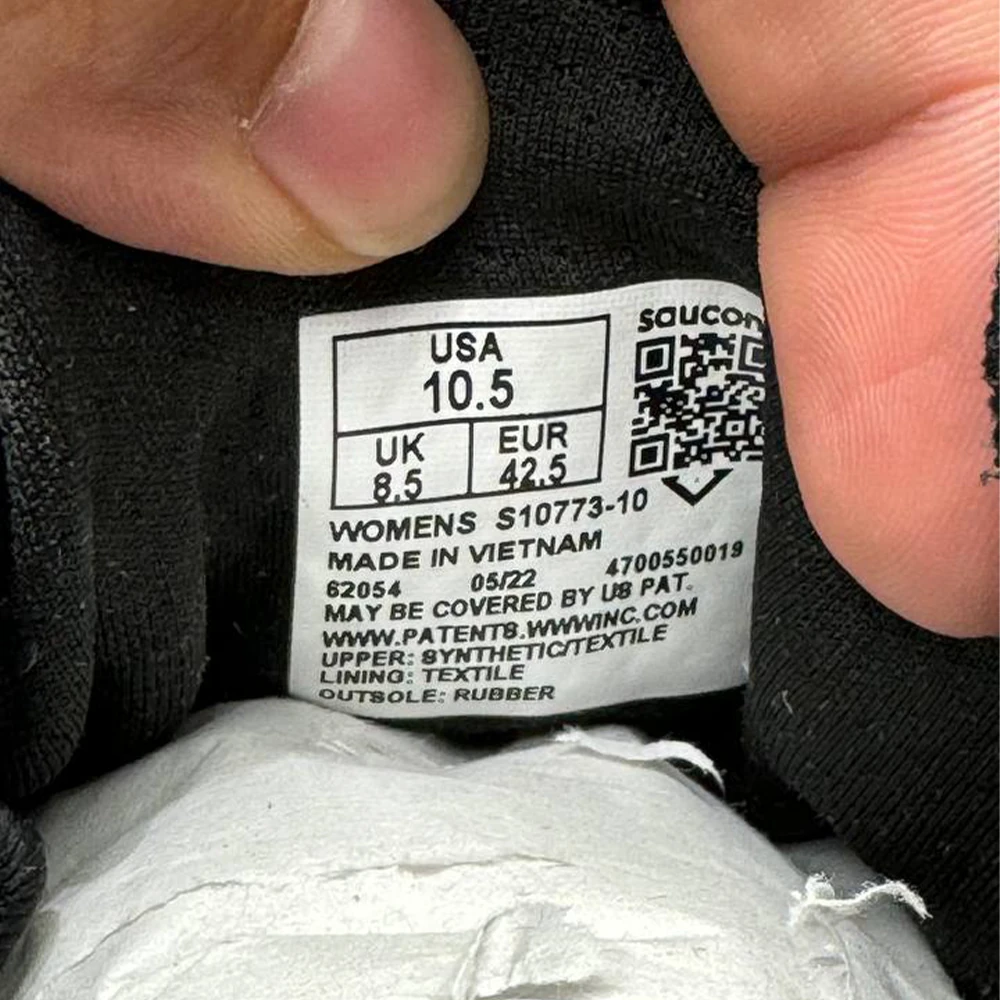 saucon
USA
10.5
UK
8.5
EUR
42.5
WOMENS S10773-10
MADE IN VIETNAM
62054 05/22 4700550019
MAY BE COVERED BY US PAT.
WWW.PATENTS.WWWINC.COM
UPPER: SYNTHETIC/TEXTILE
LINING: TEXTILE
OUTSOLE: RUBBER